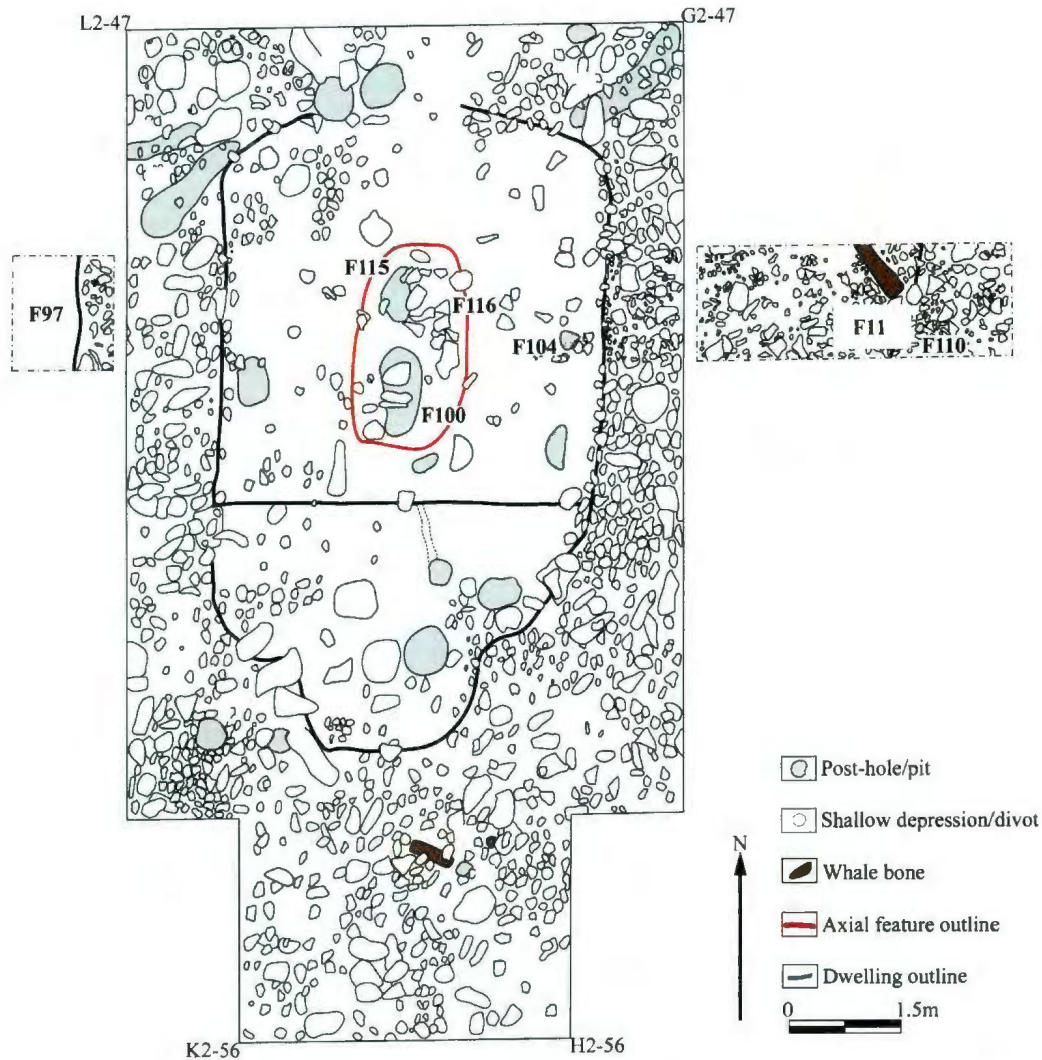 L2-47
G2-47
F115
F116
F97
F104
F11
F110
F100
Post-hole/pit
Shallow depression/divot
N
Whale bone
Axial feature outline
Dwelling outline
0
1.5m
K2-56
H2-56